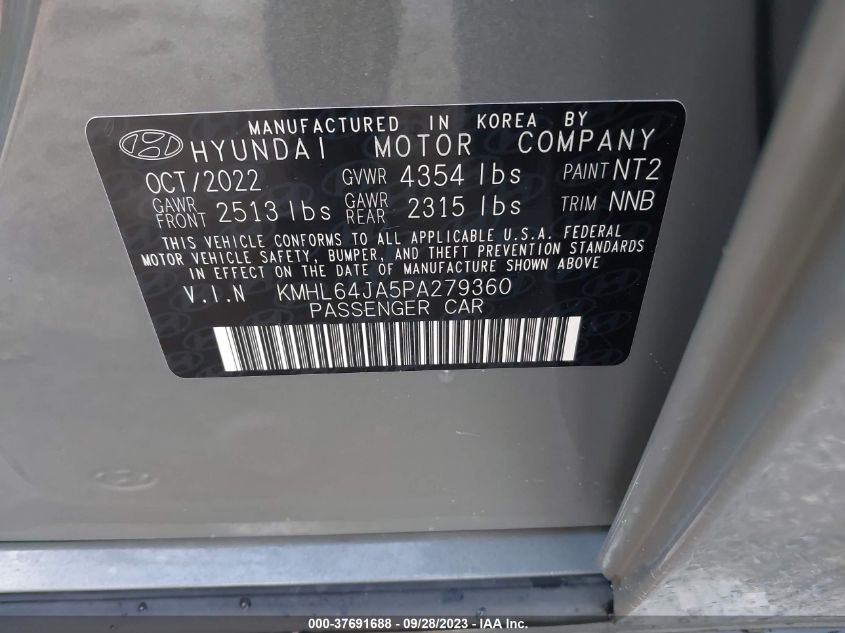 MANUFACTURED IN KOREA BY
HYUNDAI MOTOR COMPANY
OCT/2022 GVWR 4354 lbs PAINT NT2
GAWR FRONT 2513 lbs GAWR REAR 2315 lbs TRIM NNB
THIS VEHICLE CONFORMS TO ALL APPLICABLE U.S.A. FEDERAL
MOTOR VEHICLE SAFETY, BUMPER, AND THEFT PREVENTION STANDARDS
IN EFFECT ON THE DATE OF MANUFACTURE SHOWN ABOVE
V.I.N KMHL64JA5PA279360
PASSENGER CAR
000-37691688 - 09/28/2023 - IAA Inc.